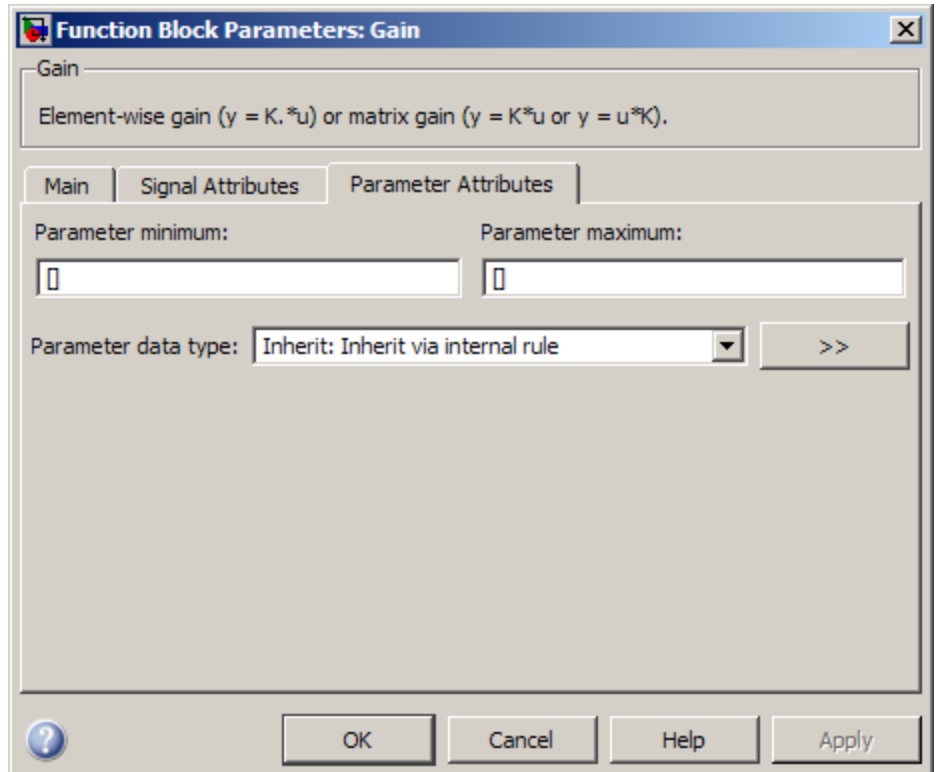 Function Block Parameters: Gain
Gain
Element-wise gain (y = K.*u) or matrix gain (y = K*u or y = u*K).
Main Signal Attributes Parameter Attributes
Parameter minimum: Parameter maximum:
[] []
Parameter data type: Inherit: Inherit via internal rule >>
OK Cancel Help Apply